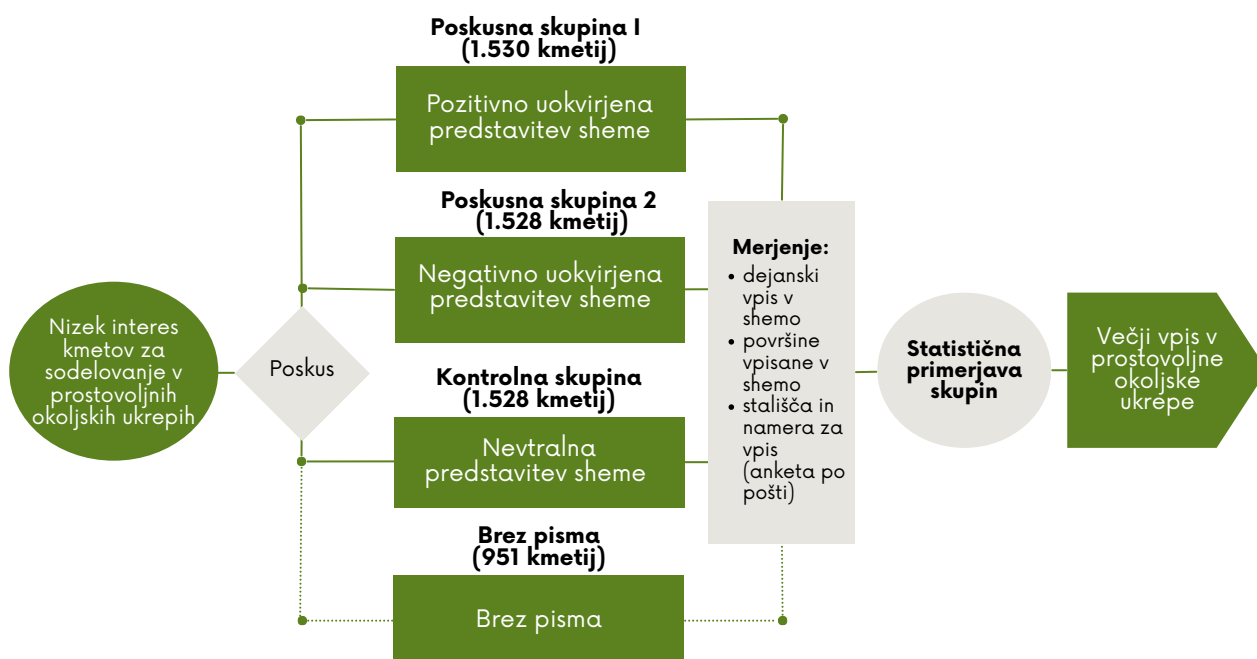 Nizek interes
kmetov za
sodelovanje v
prostovoljnih
okoljskih ukrepih
Poskus
Poskusna skupina 1
(1.530 kmetij)
Pozitivno uokvirjena
predstavitev sheme
Poskusna skupina 2
(1.528 kmetij)
Negativno uokvirjena
predstavitev sheme
Kontrolna skupina
(1.528 kmetij)
Nevtralna
predstavitev sheme
Brez pisma
(951 kmetij)
Brez pisma
Merjenje:
• dejanski
vpis v
shemo
• površine
vpisane v
shemo
• stališča in
namera za
vpis
(anketa po
pošti)
Statistična
primerjava
skupin
Večji vpis v
prostovoljne
okoljske
ukrepe